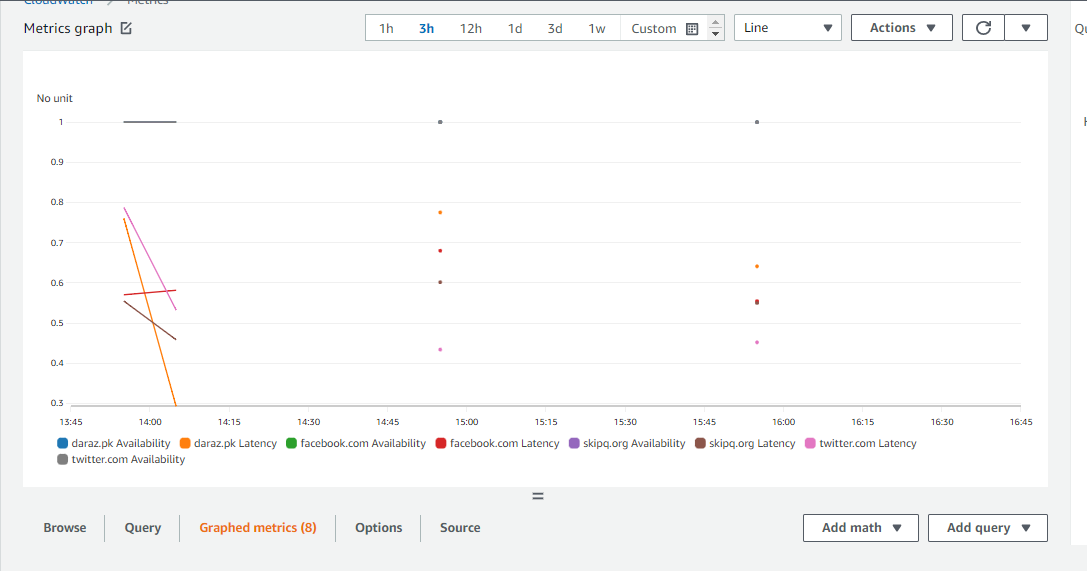 CloudWatch Metrics
Metrics graph 1h 3h 12h 1d 3d 1w Custom Line Actions
No unit
1
0.9
0.8
0.7
0.6
0.5
0.4
0.3
13:45 14:00 14:15 14:30 14:45 15:00 15:15 15:30 15:45 16:00 16:15 16:30 16:45
daraz.pk Availability daraz.pk Latency facebook.com Availability facebook.com Latency skipq.org Availability skipq.org Latency twitter.com Latency
twitter.com Availability
Browse Query Graphed metrics (8) Options Source Add math Add query